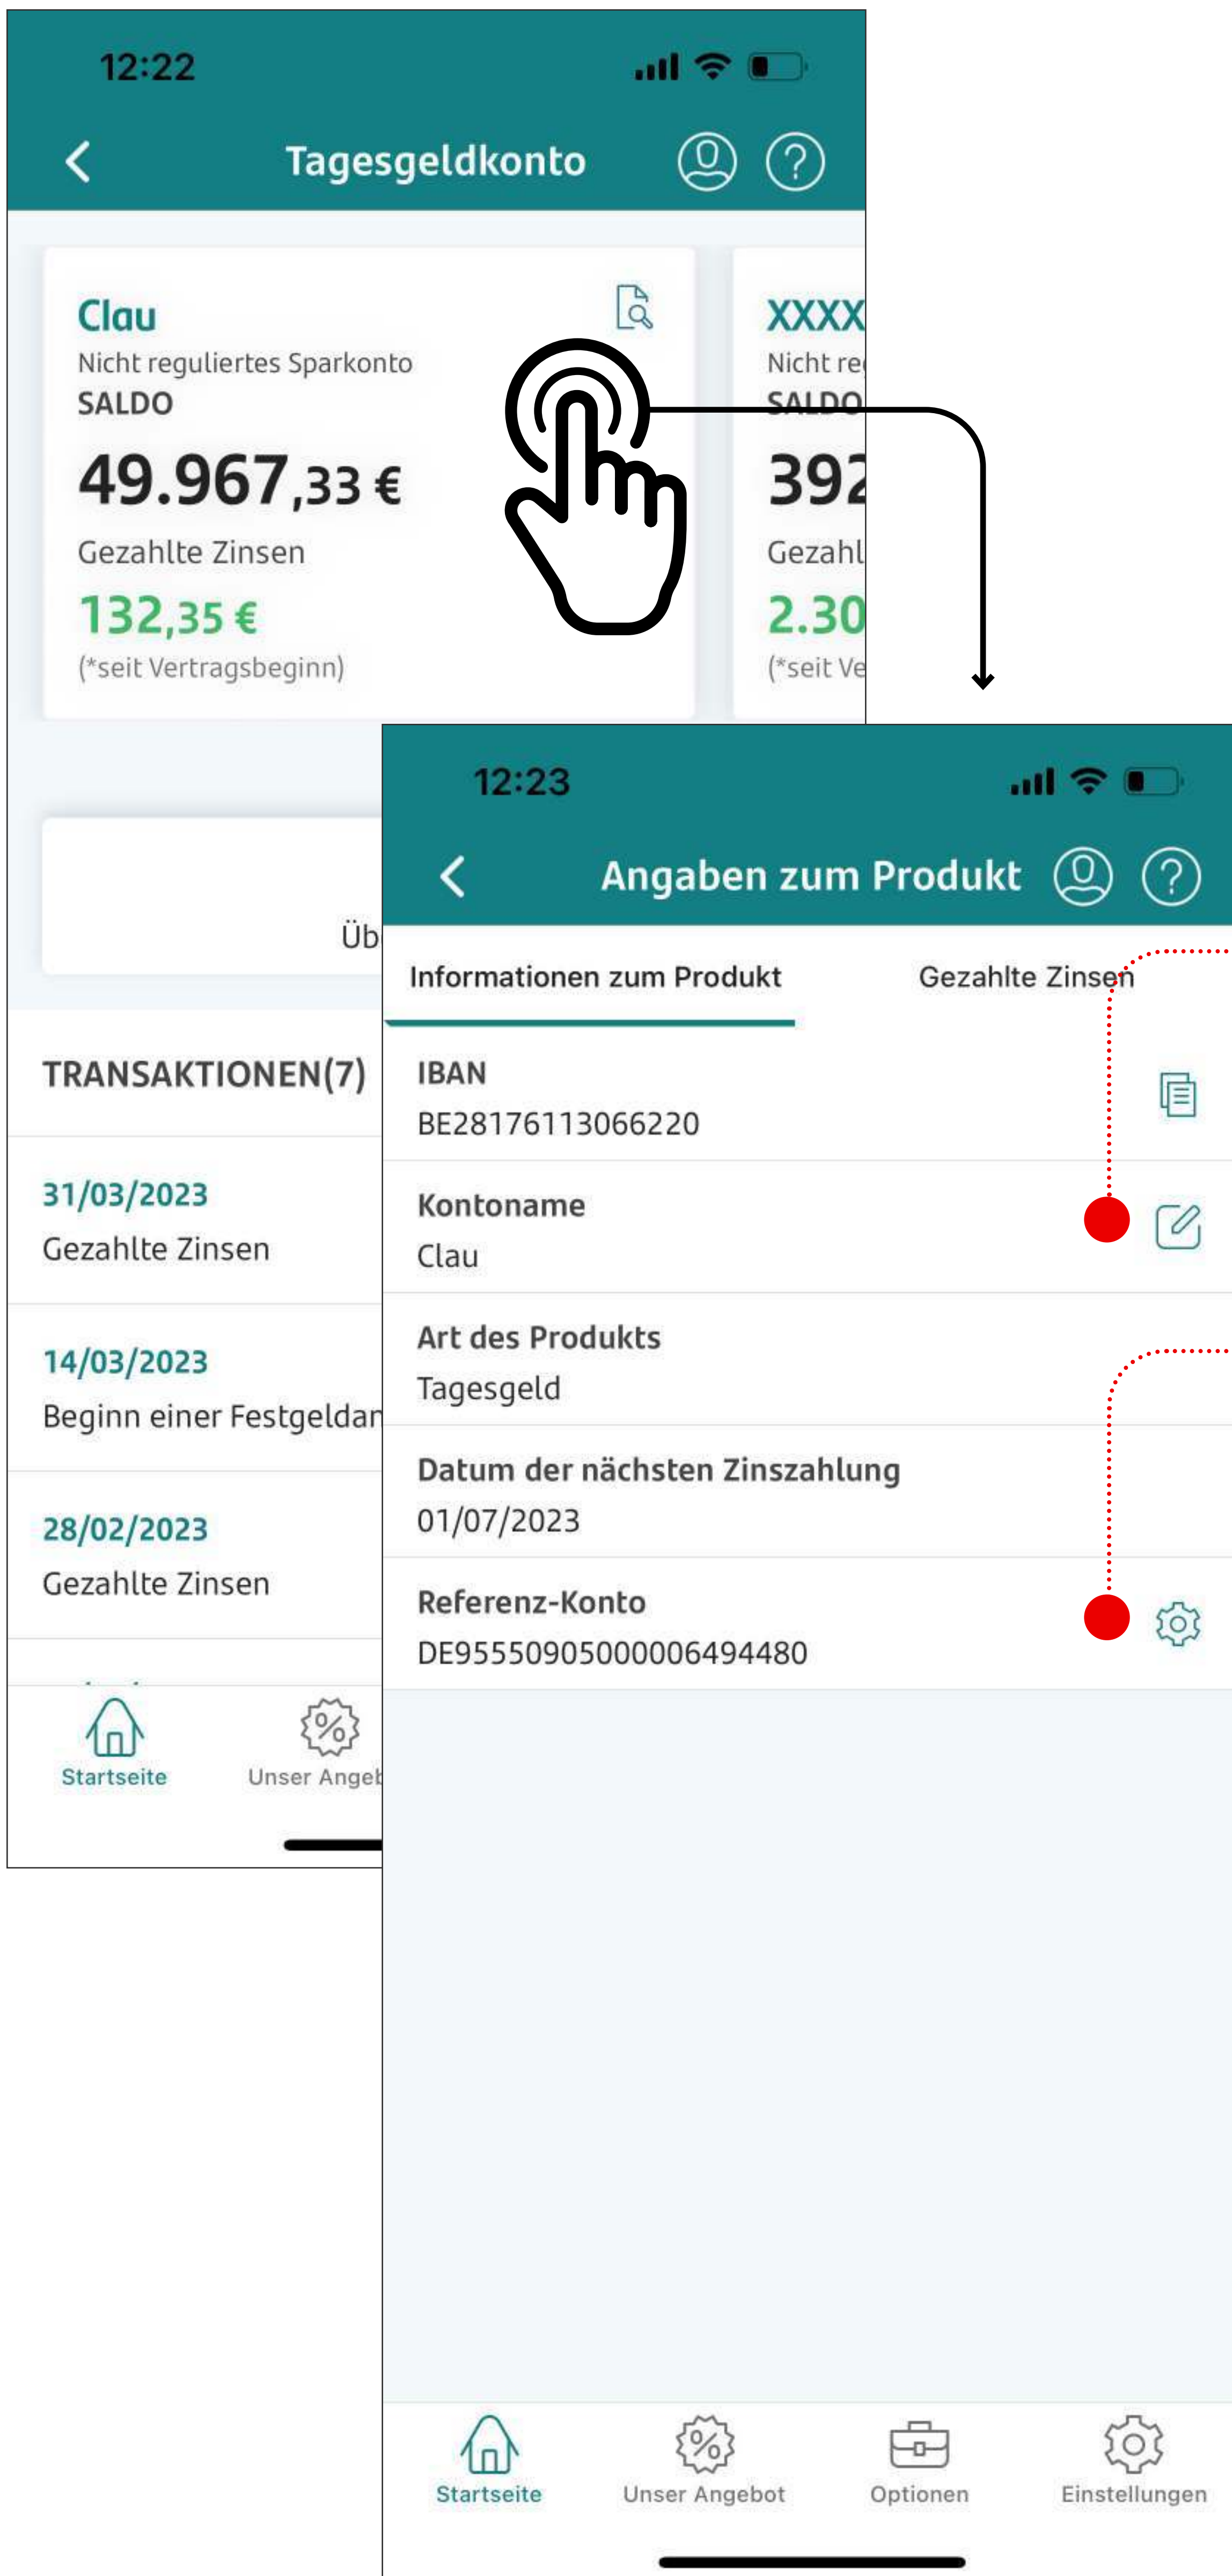 12:22
Tagesgeldkonto
Clau
Nicht reguliertes Sparkonto
SALDO
49.967,33 €
Gezahlte Zinsen
132,35 €
(*seit Vertragsbeginn)
XXXX
Nicht re
SALDO
392
Gezahl
2.30
(*seit Ve
Üb
TRANSAKTIONEN(7)
31/03/2023
Gezahlte Zinsen
14/03/2023
Beginn einer Festgeldan
28/02/2023
Gezahlte Zinsen
Startseite
Unser Angeb
12:23
Angaben zum Produkt
Informationen zum Produkt
Gezahlte Zinsen
IBAN
BE28176113066220
Kontoname
Clau
Art des Produkts
Tagesgeld
Datum der nächsten Zinszahlung
01/07/2023
Referenz-Konto
DE95550905000006494480
Startseite
Unser Angebot
Optionen
Einstellungen